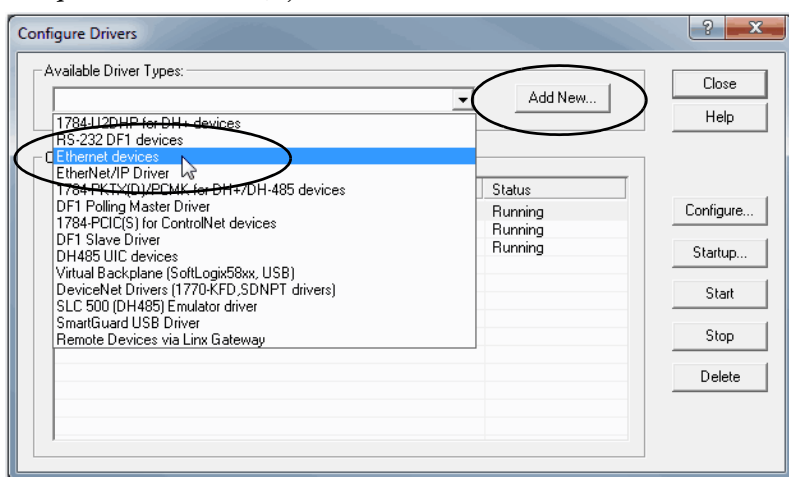 Configure Drivers
Available Driver Types:
Add New...
Close
Help
1784-U2DHP for DH+ devices
RS-232 DF1 devices
Ethernet devices
EtherNet/IP Driver
1784-PKTX(D)/PCMK for DH+/DH-485 devices
DF1 Polling Master Driver
1784-PCIC(S) for ControlNet devices
DF1 Slave Driver
DH485 UIC devices
Virtual Backplane (SoftLogix58xx, USB)
DeviceNet Drivers (1770-KFD,SDNPT drivers)
SLC 500 (DH485) Emulator driver
SmartGuard USB Driver
Remote Devices via Linx Gateway
Status
Running
Running
Running
Configure...
Startup...
Start
Stop
Delete